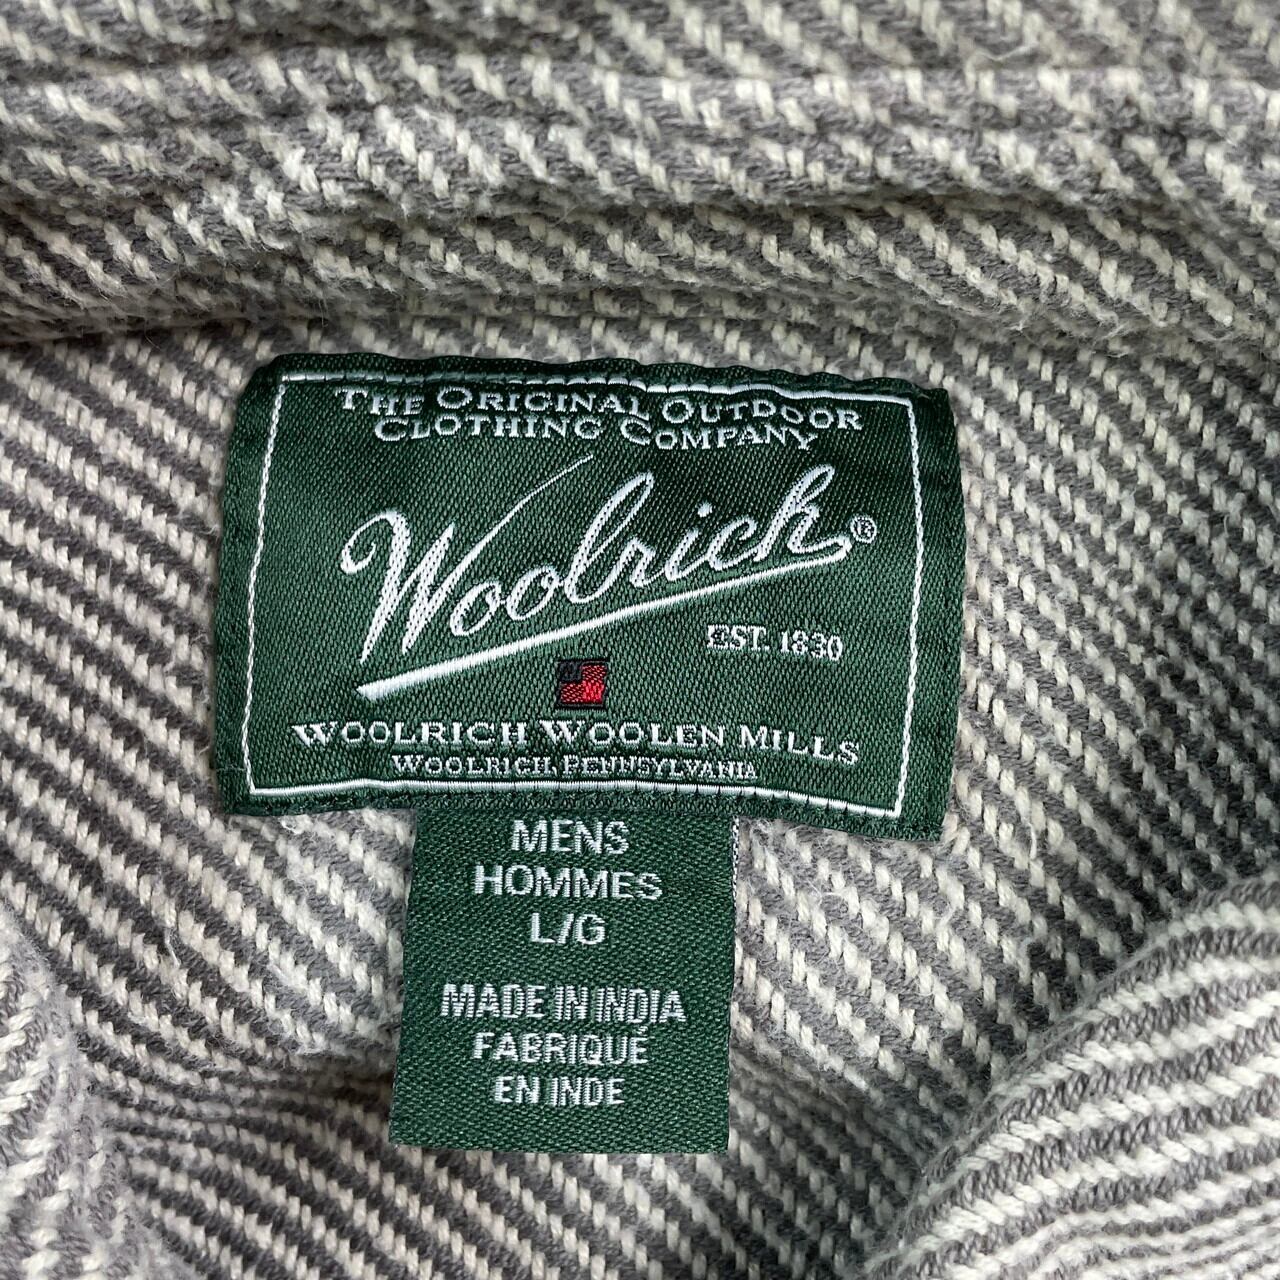 THE ORIGINAL OUTDOOR
CLOTHING COMPANY
Woolrich®
EST. 1830
WOOLRICH WOOLEN MILLS
WOOLRICH, PENNSYLVANIA
MENS
HOMMES
L/G
MADE IN INDIA
FABRIQUÉ
EN INDE